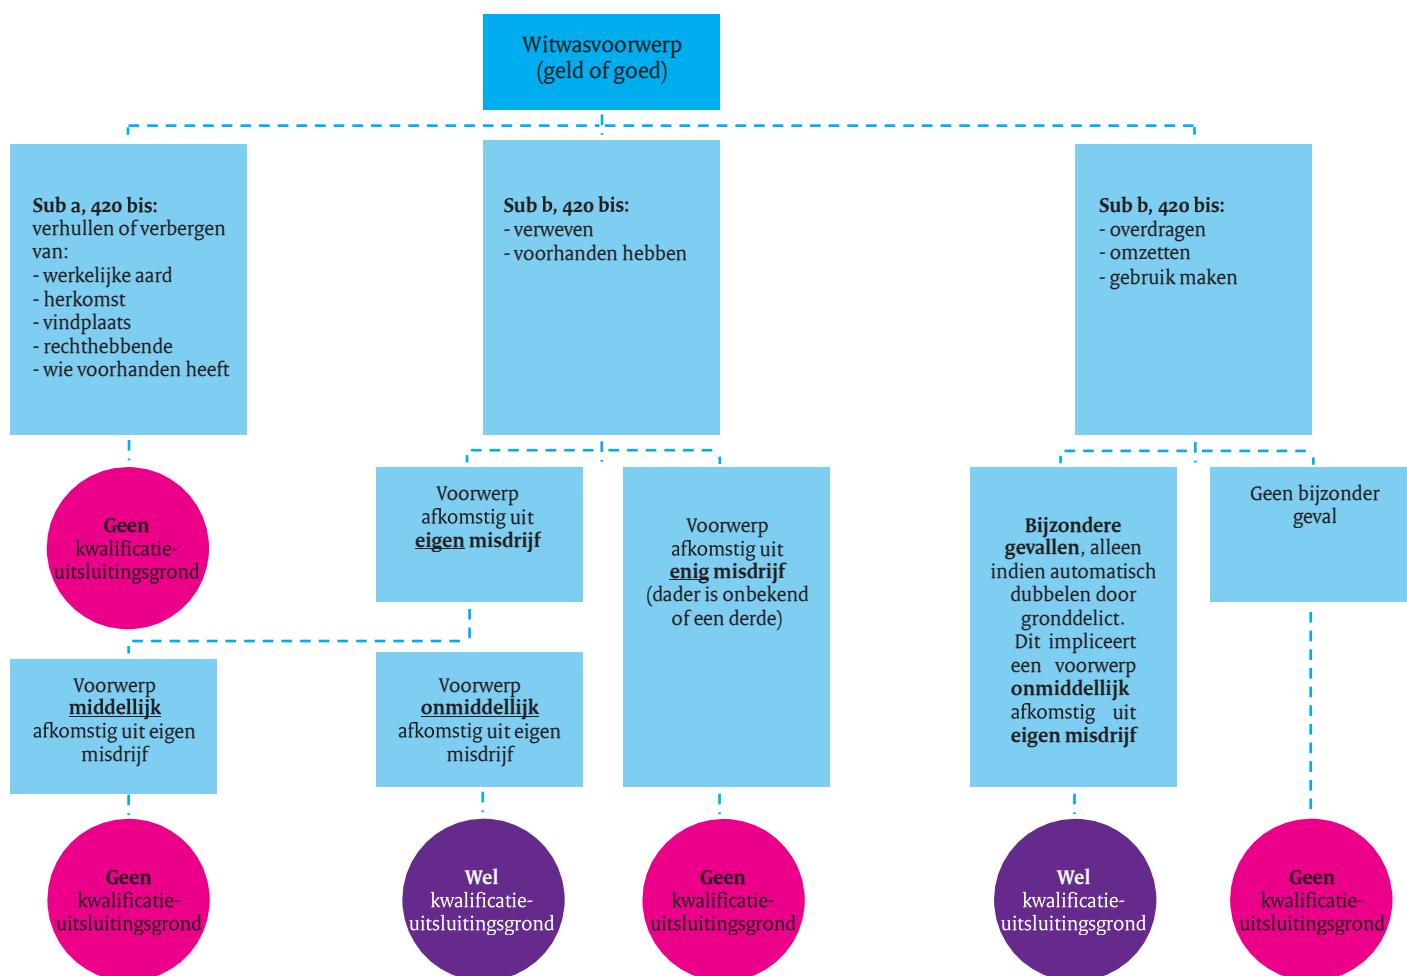 Witwasvoorwerp
(geld of goed)
Sub a, 420 bis:
verhullen of verbergen
van:
- werkelijke aard
- herkomst
- vindplaats
- rechthebbende
- wie voorhanden heeft
Sub b, 420 bis:
- verweven
- voorhanden hebben
Sub b, 420 bis:
- overdragen
- omzetten
- gebruik maken
Geen
kwalificatie-
uitsluitingsgrond
Voorwerp
afkomstig uit
eigen misdrijf
Voorwerp
afkomstig uit
enig misdrijf
(dader is onbekend
of een derde)
Bijzondere
gevallen, alleen
indien automatisch
dubbelen door
gronddelict.
Dit impliceert
een voorwerp
onmiddellijk
afkomstig uit
eigen misdrijf
Geen bijzonder
geval
Voorwerp
middellijk
afkomstig uit eigen
misdrijf
Voorwerp
onmiddellijk
afkomstig uit eigen
misdrijf
Geen
kwalificatie-
uitsluitingsgrond
Wel
kwalificatie-
uitsluitingsgrond
Geen
kwalificatie-
uitsluitingsgrond
Wel
kwalificatie-
uitsluitingsgrond
Geen
kwalificatie-
uitsluitingsgrond